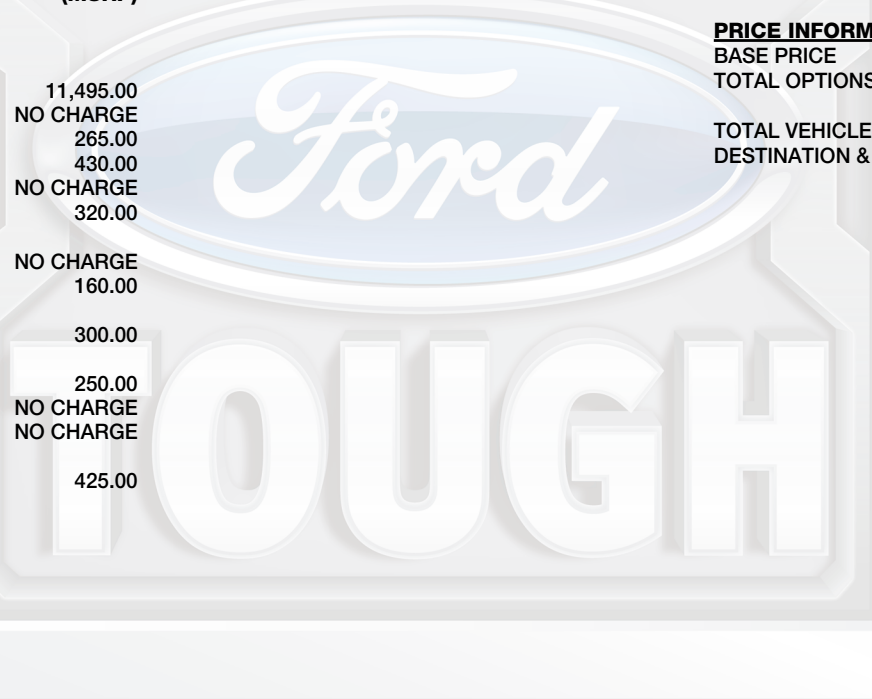 11,495.00
NO CHARGE
265.00
430.00
NO CHARGE
320.00
NO CHARGE
160.00
300.00
250.00
NO CHARGE
NO CHARGE
425.00
PRICE INFORM
BASE PRICE
TOTAL OPTIONS
TOTAL VEHICLE
DESTINATION &
Ford
TOUGH